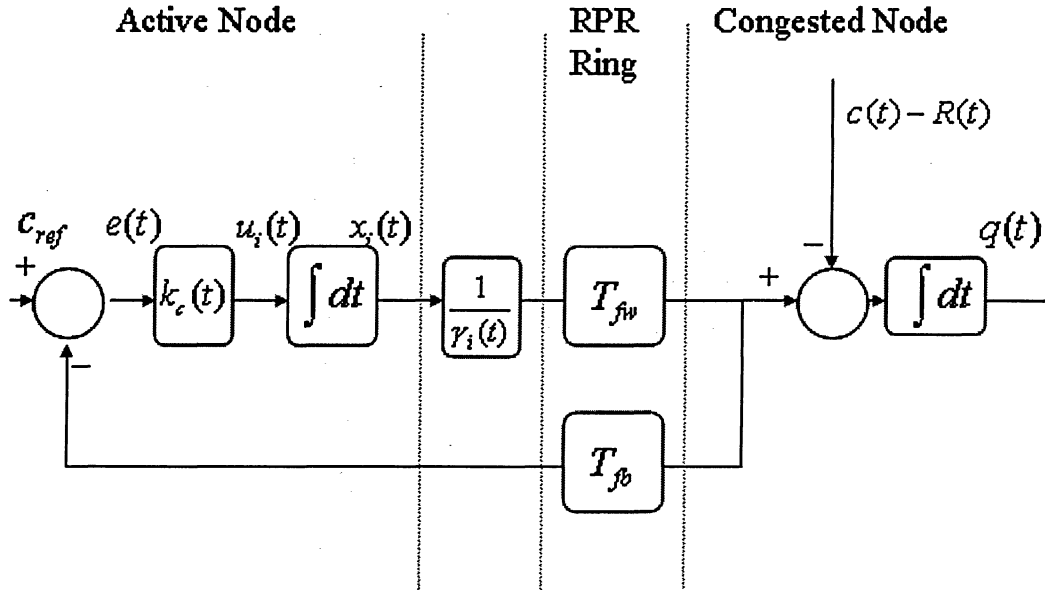 Active Node
RPR
Ring
Congested Node
c(t) – R(t)
c_ref
e(t)
u_i(t)
x_i(t)
q(t)
+
k_c(t)
∫ dt
1
γ_i(t)
T_fw
+
–
∫ dt
–
T_fb